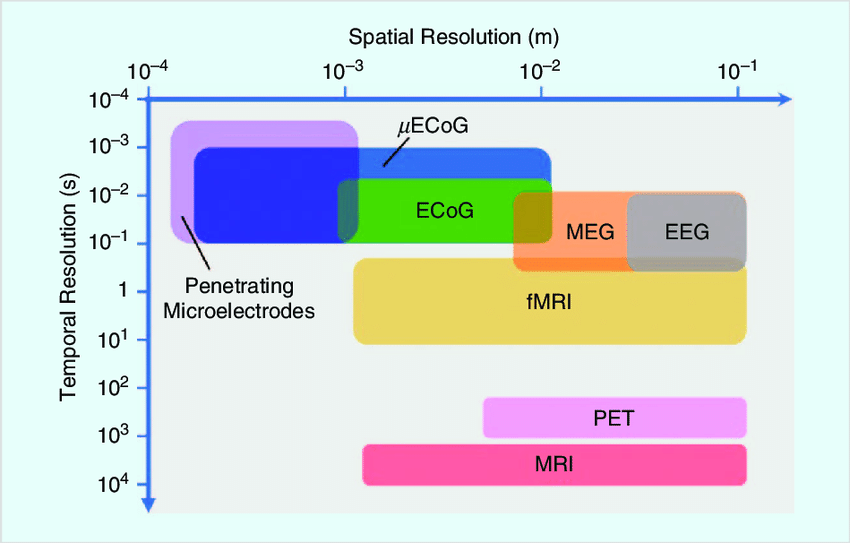 Spatial Resolution (m)
10⁻⁴ 10⁻³ 10⁻² 10⁻¹
Temporal Resolution (s)
10⁻⁴
10⁻³
10⁻²
10⁻¹
1
10¹
10²
10³
10⁴
μECoG
ECoG
MEG
EEG
Penetrating
Microelectrodes
fMRI
PET
MRI